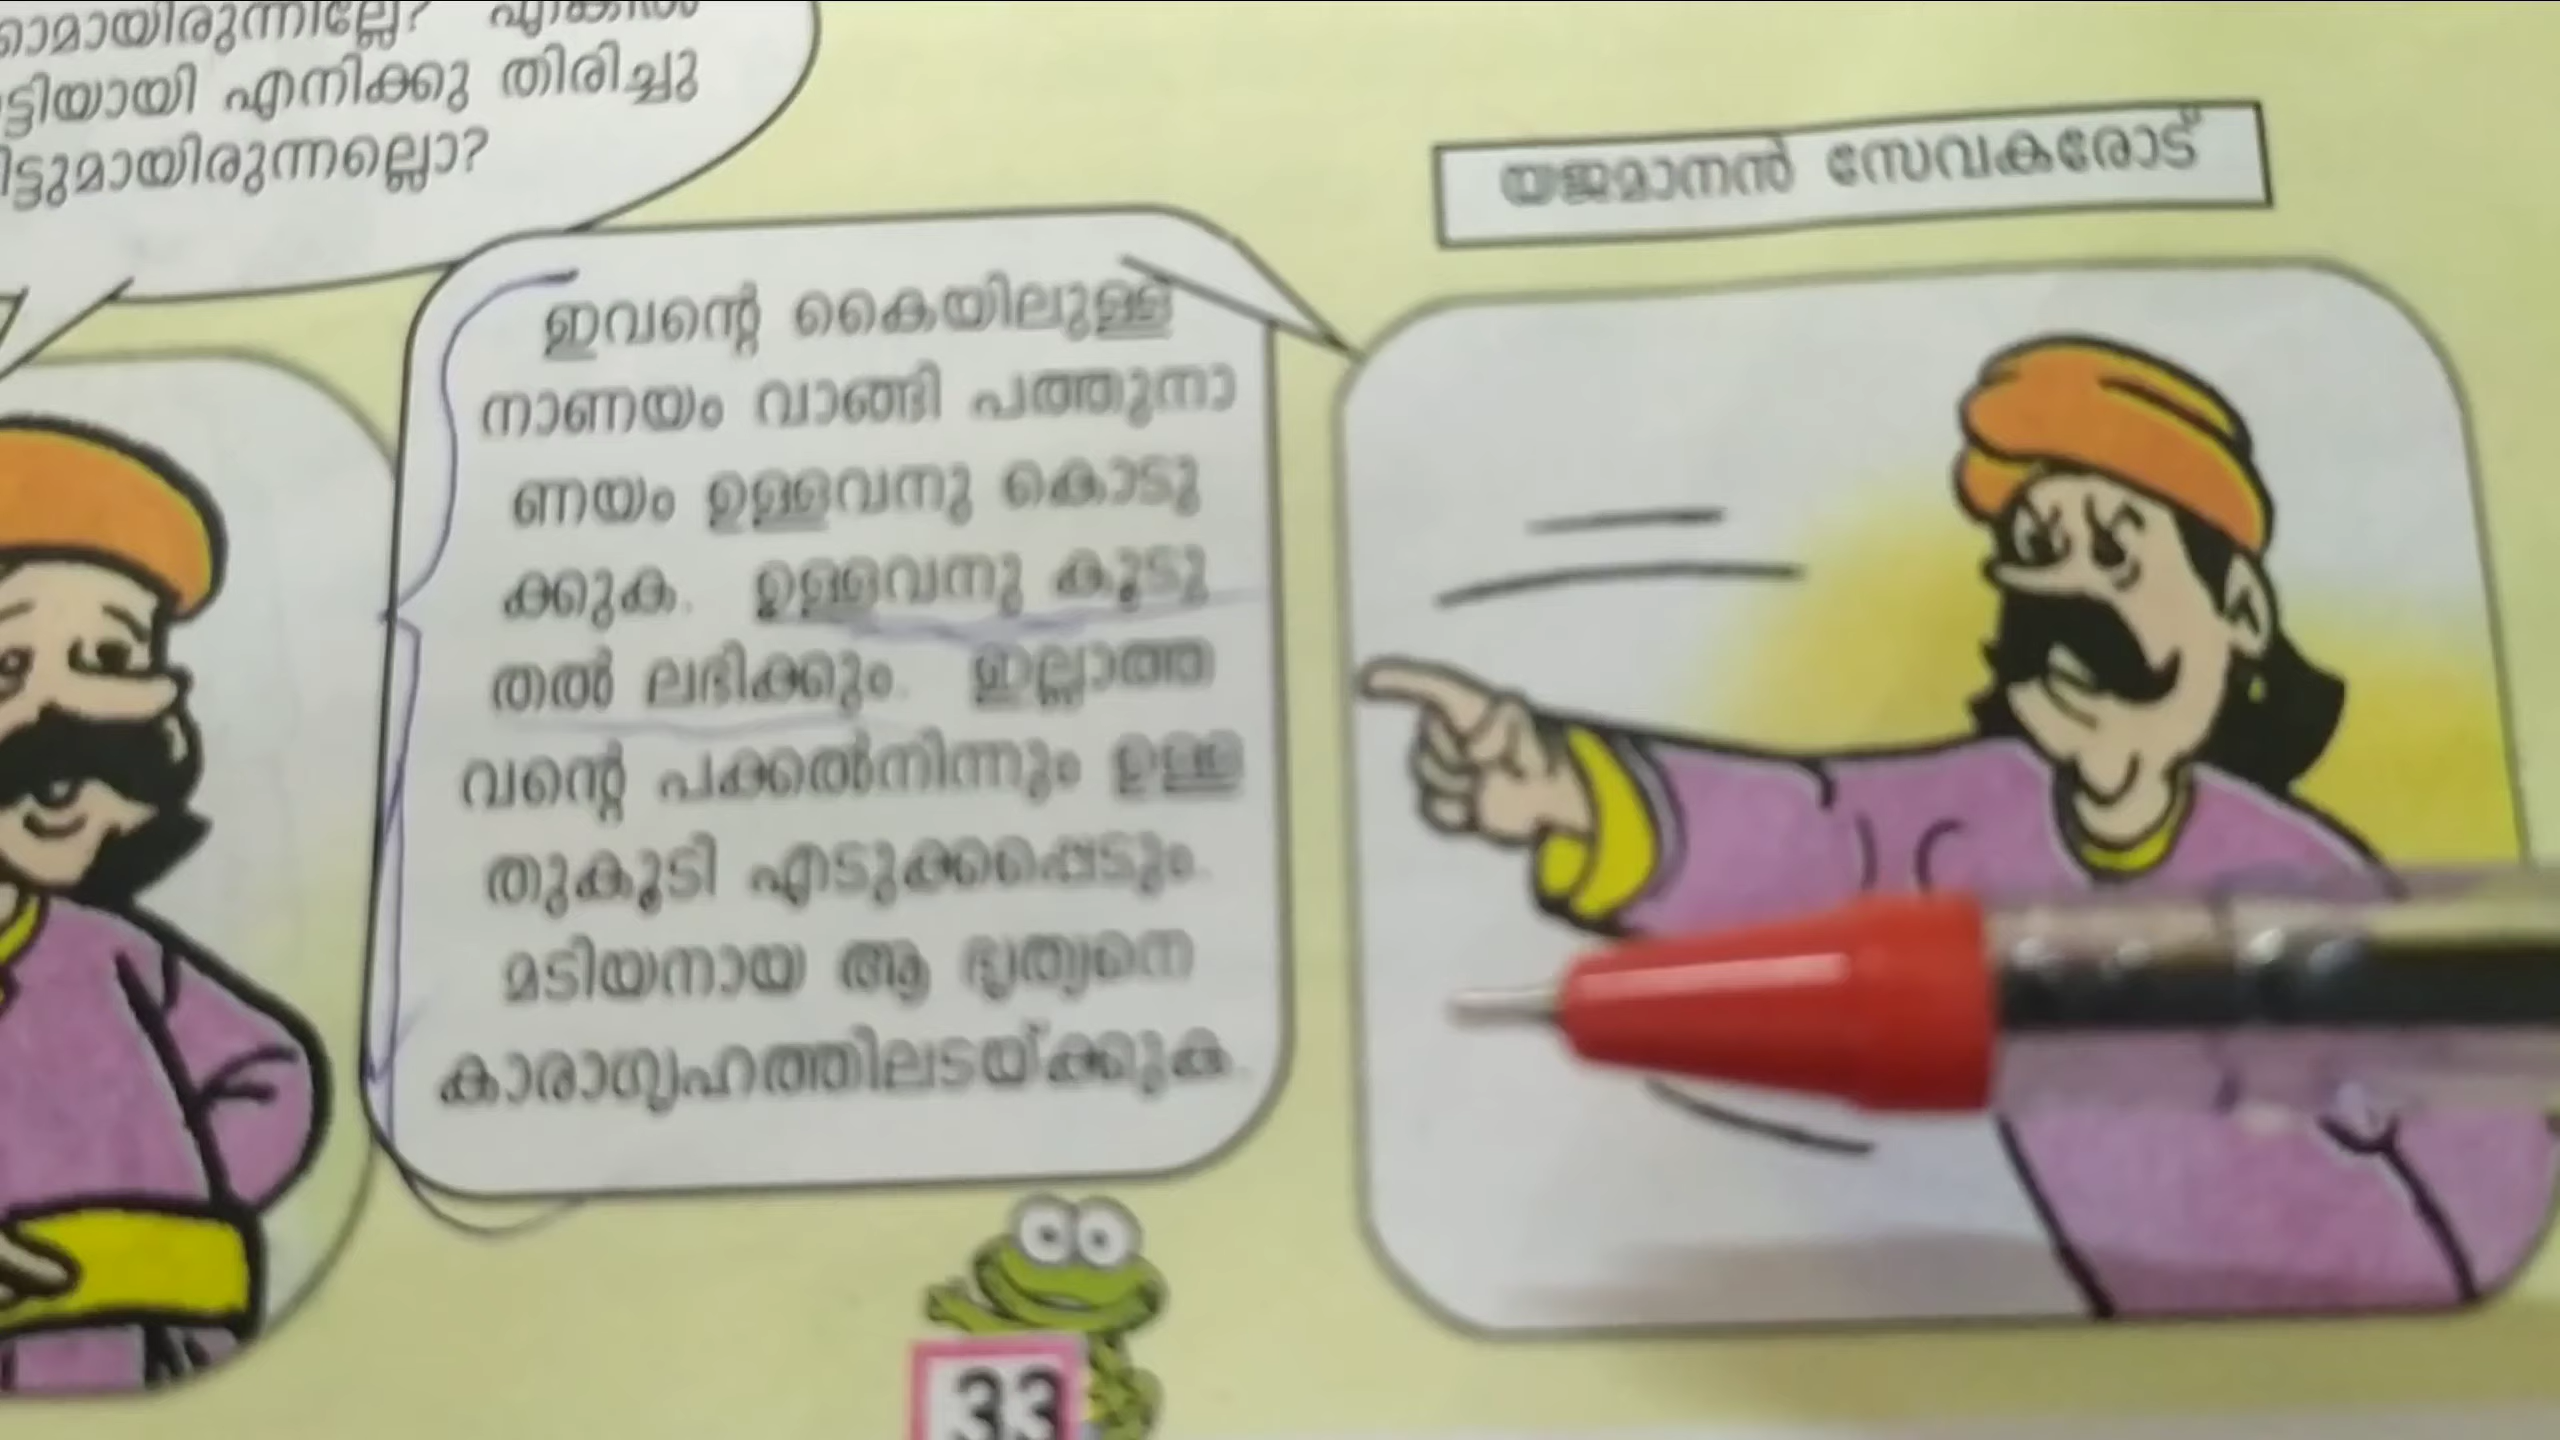 ട്ടിയായി എനിക്കു തിരിച്ചു
ട്ടുമായിരുന്നല്ലൊ?
യജമാനൻ സേവകരോട്
ഇവന്റെ കൈയിലുള്ള
നാണയം വാങ്ങി പത്തുനാ
ണയം ഉള്ളവനു കൊടു
ക്കുക. ഉള്ളവനു കൂടു
തൽ ലഭിക്കും. ഇല്ലാത്ത
വന്റെ പക്കൽനിന്നും ഉള്ള
തുകൂടി എടുക്കപ്പെടും.
മടിയനായ ആ ഭൃത്യനെ
കാരാഗൃഹത്തിലടയ്ക്കുക.
33